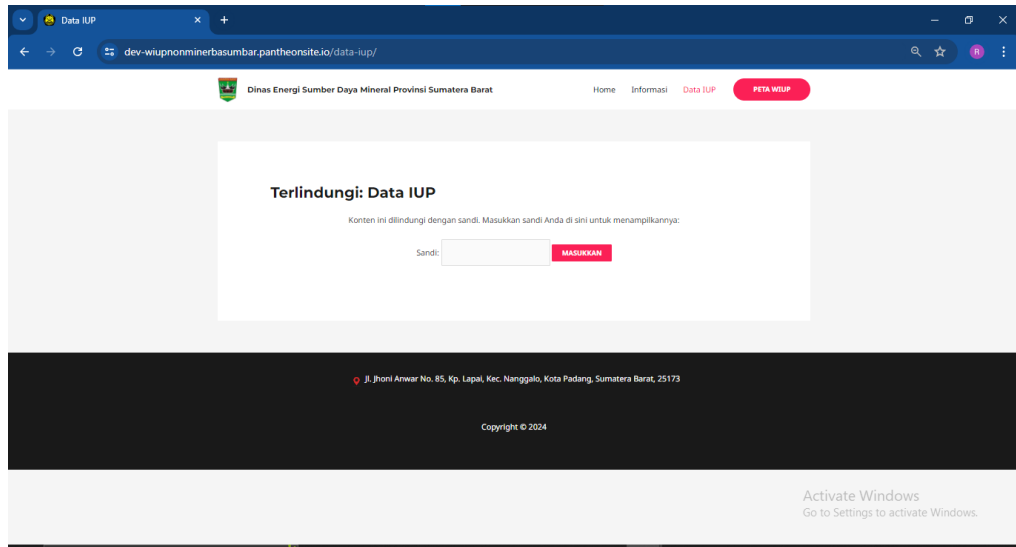 Data IUP
dev-wiupnonminerbasumbar.pantheonsite.io/data-iup/
R
Dinas Energi Sumber Daya Mineral Provinsi Sumatera Barat
Home Informasi Data IUP PETA WIUP
Terlindungi: Data IUP
Konten ini dilindungi dengan sandi. Masukkan sandi Anda di sini untuk menampilkannya:
Sandi: MASUKKAN
Jl. Jhoni Anwar No. 85, Kp. Lapai, Kec. Nanggalo, Kota Padang, Sumatera Barat, 25173
Copyright © 2024
Activate Windows
Go to Settings to activate Windows.